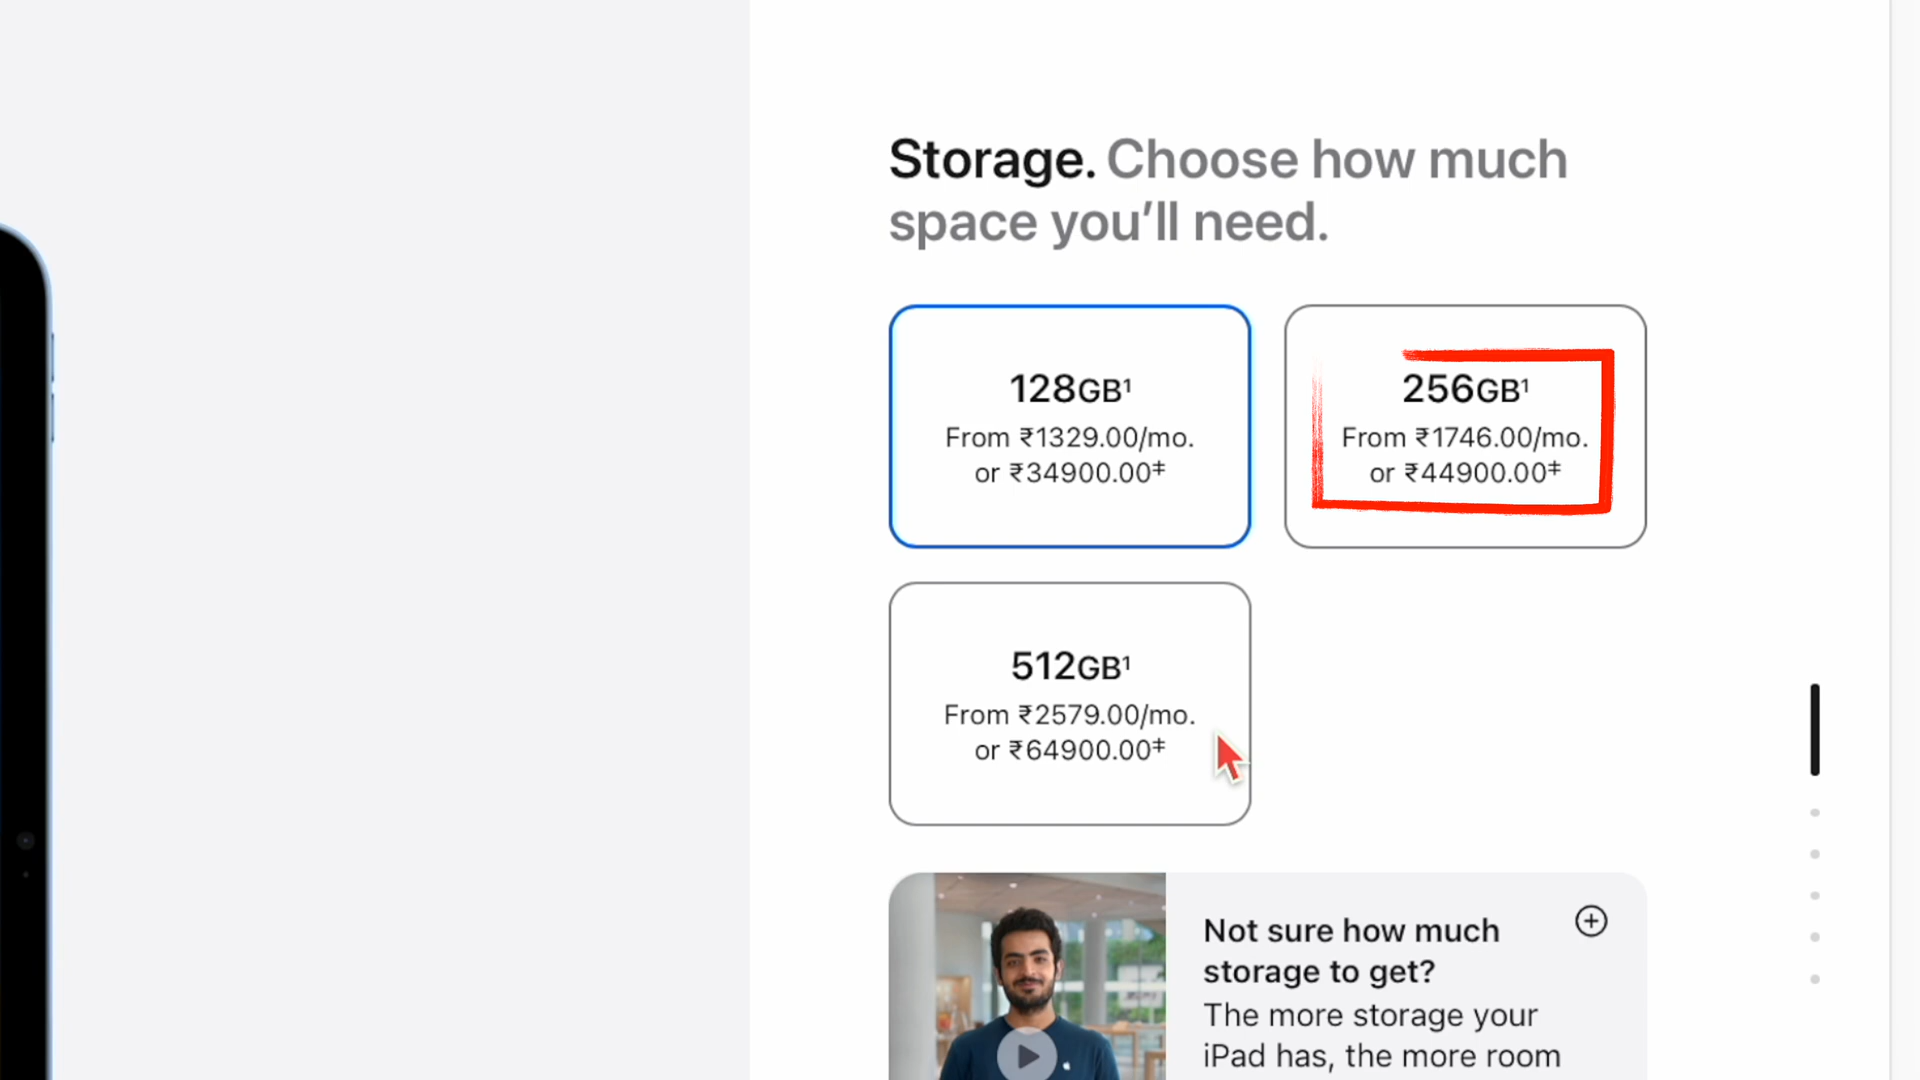 Storage. Choose how much
space you’ll need.
128GB¹
From ₹1329.00/mo.
or ₹34900.00‡
256GB¹
From ₹1746.00/mo.
or ₹44900.00‡
512GB¹
From ₹2579.00/mo.
or ₹64900.00‡
Not sure how much
storage to get?
The more storage your
iPad has, the more room